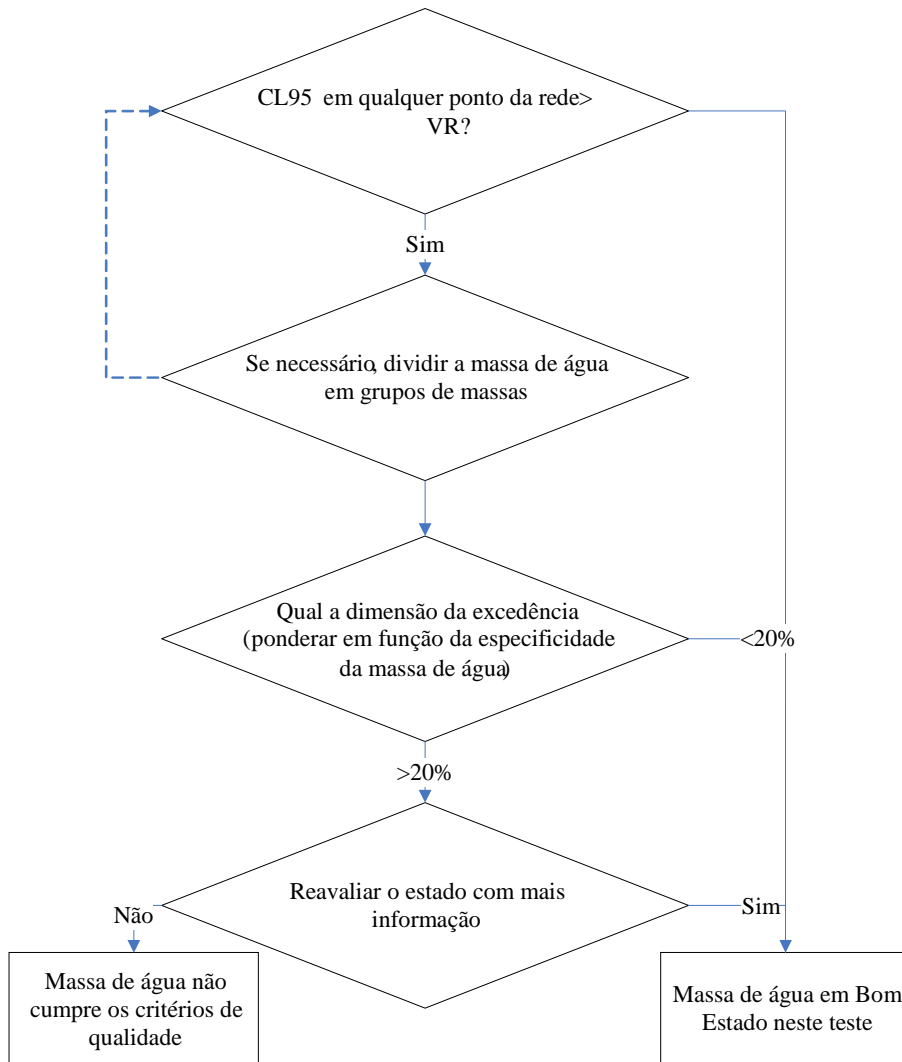 CL95 em qualquer ponto da rede>
VR?
Sim
Se necessário, dividir a massa de água
em grupos de massas
Qual a dimensão da excedência
(ponderar em função da especificidade
da massa de água)
<20%
>20%
Reavaliar o estado com mais
informação
Não
Sim
Massa de água não
cumpre os critérios de
qualidade
Massa de água em Bom
Estado neste teste